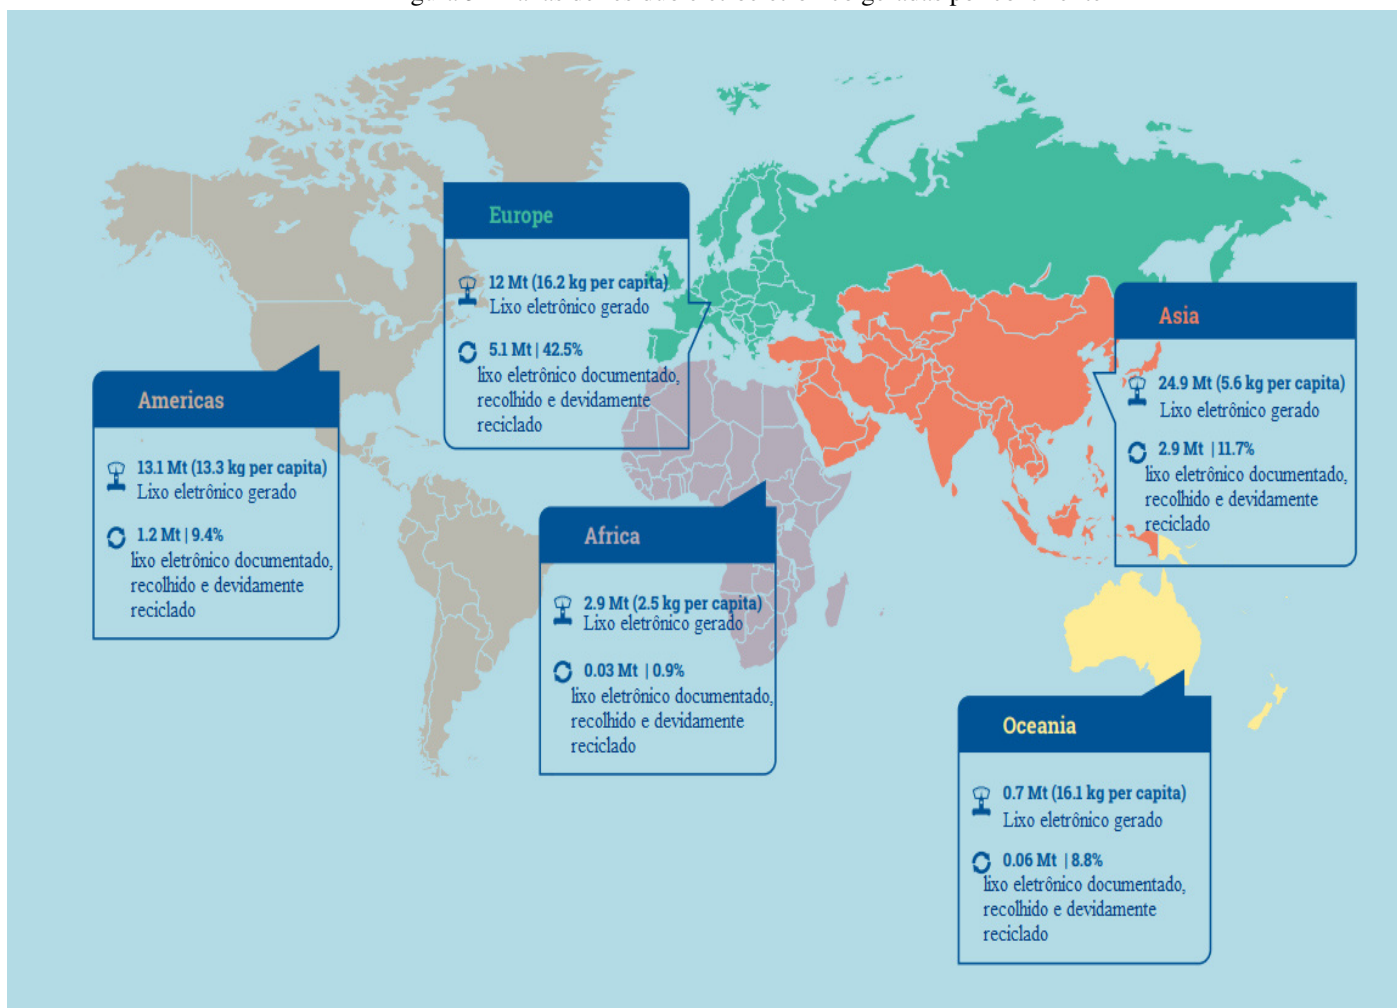 Europe
12 Mt (16.2 kg per capita)
Lixo eletrônico gerado
5.1 Mt | 42.5%
lixo eletrônico documentado,
recolhido e devidamente
reciclado
Asia
24.9 Mt (5.6 kg per capita)
Lixo eletrônico gerado
2.9 Mt | 11.7%
lixo eletrônico documentado,
recolhido e devidamente
reciclado
Americas
13.1 Mt (13.3 kg per capita)
Lixo eletrônico gerado
1.2 Mt | 9.4%
lixo eletrônico documentado,
recolhido e devidamente
reciclado
Africa
2.9 Mt (2.5 kg per capita)
Lixo eletrônico gerado
0.03 Mt | 0.9%
lixo eletrônico documentado,
recolhido e devidamente
reciclado
Oceania
0.7 Mt (16.1 kg per capita)
Lixo eletrônico gerado
0.06 Mt | 8.8%
lixo eletrônico documentado,
recolhido e devidamente
reciclado